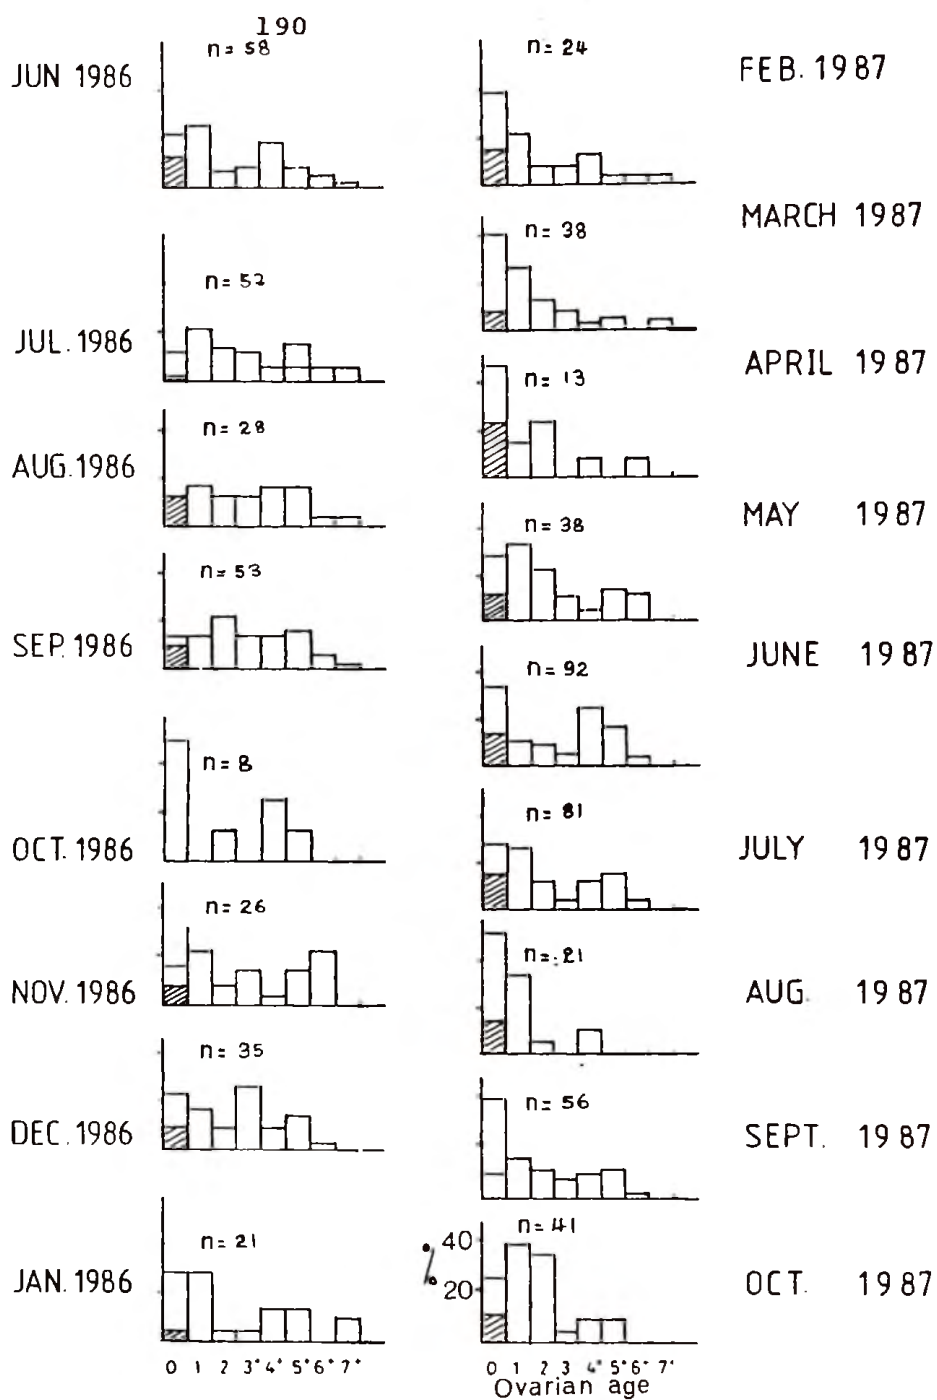 190
JUN 1986
n= 58
JUL. 1986
n= 52
AUG. 1986
n= 28
SEP. 1986
n= 53
OCT. 1986
n= 8
NOV. 1986
n= 26
DEC. 1986
n= 35
JAN. 1986
n= 21
0 1 2 3+ 4+ 5+ 6+ 7+
FEB. 1987
n= 24
MARCH 1987
n= 38
APRIL 1987
n= 13
MAY 1987
n= 38
JUNE 1987
n= 92
JULY 1987
n= 81
AUG. 1987
n= 21
SEPT. 1987
n= 56
OCT. 1987
n= 41
%
40
20
0 1 2 3 4+ 5+ 6+ 7+
Ovarian age